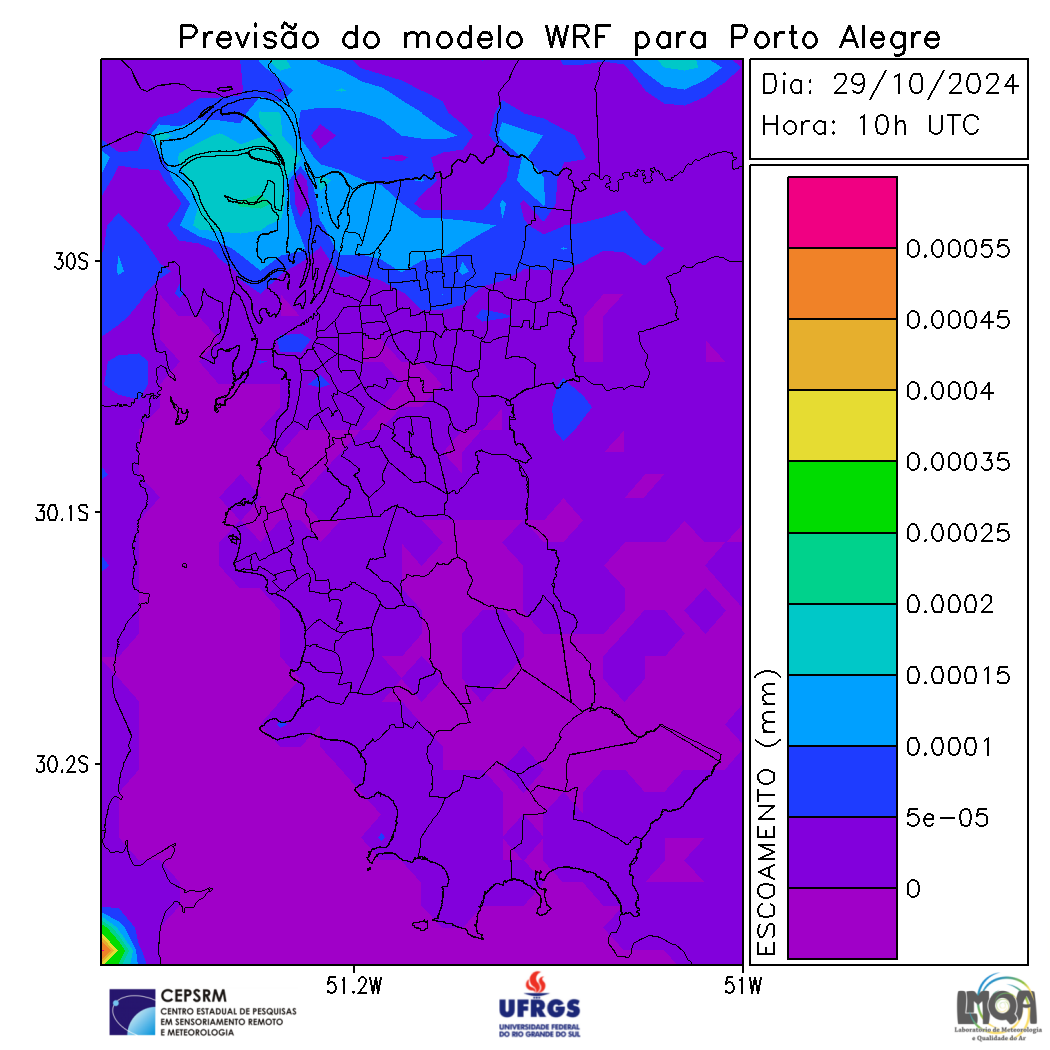 Previsão do modelo WRF para Porto Alegre
Dia: 29/10/2024
Hora: 10h UTC
30S
30.1S
30.2S
51.2W
51W
0.00055
0.00045
0.0004
0.00035
0.00025
0.0002
0.00015
0.0001
5e-05
0
ESCOAMENTO (mm)
CEPSRM
CENTRO ESTADUAL DE PESQUISAS
EM SENSORIAMENTO REMOTO
E METEOROLOGIA
UFRGS
UNIVERSIDADE FEDERAL
DO RIO GRANDE DO SUL
LMQA
Laboratório de Meteorologia
e Qualidade do Ar